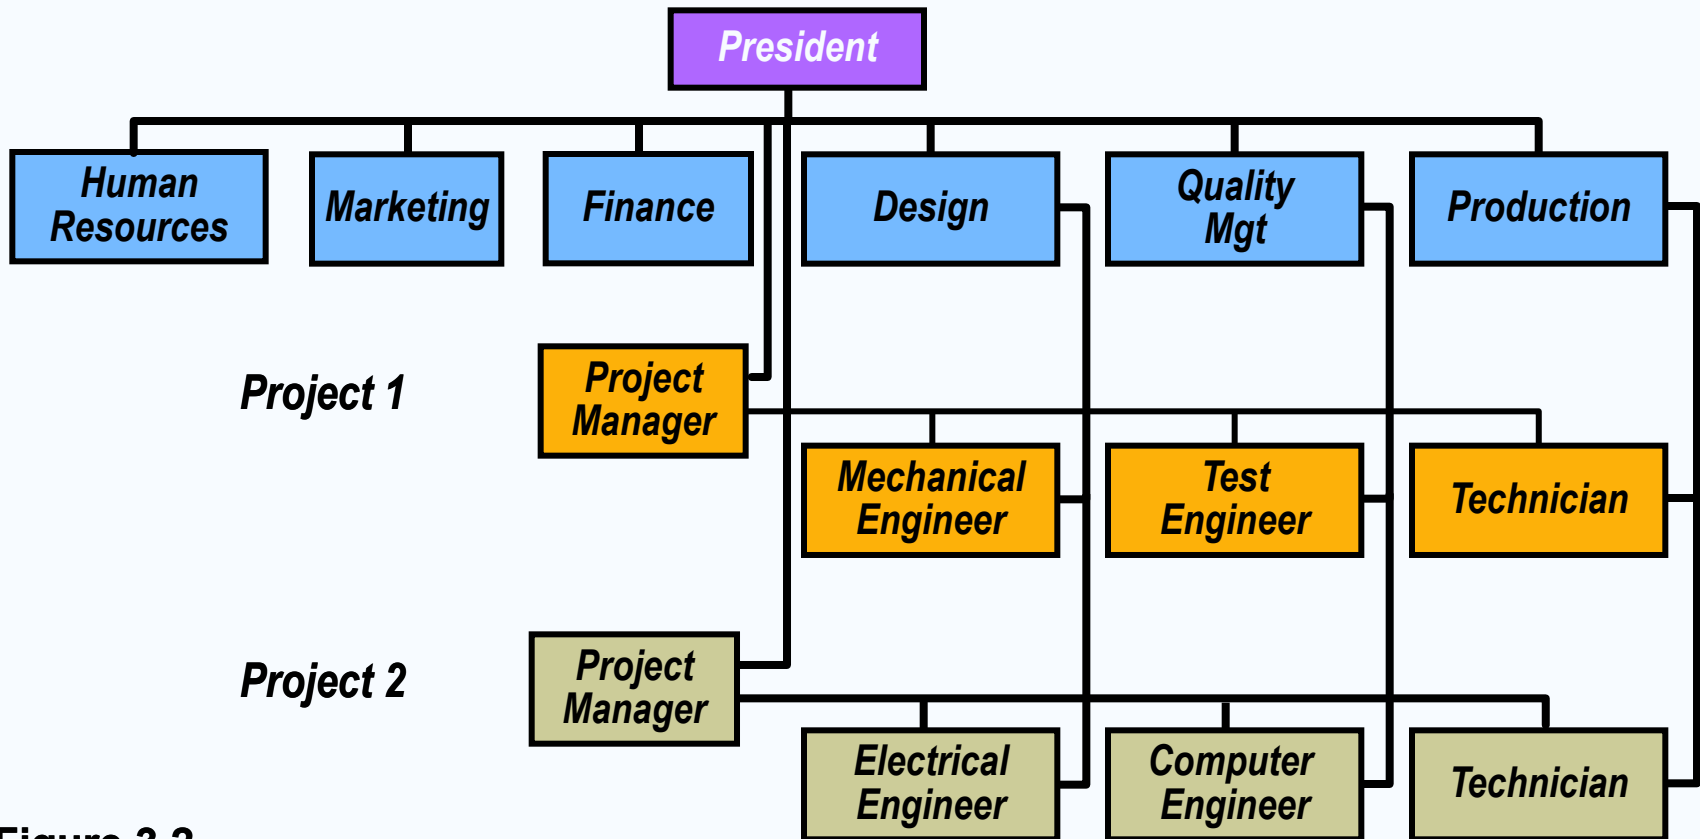 President
Human
Resources
Marketing
Finance
Design
Quality
Mgt
Production
Project 1
Project
Manager
Mechanical
Engineer
Test
Engineer
Technician
Project 2
Project
Manager
Electrical
Engineer
Computer
Engineer
Technician